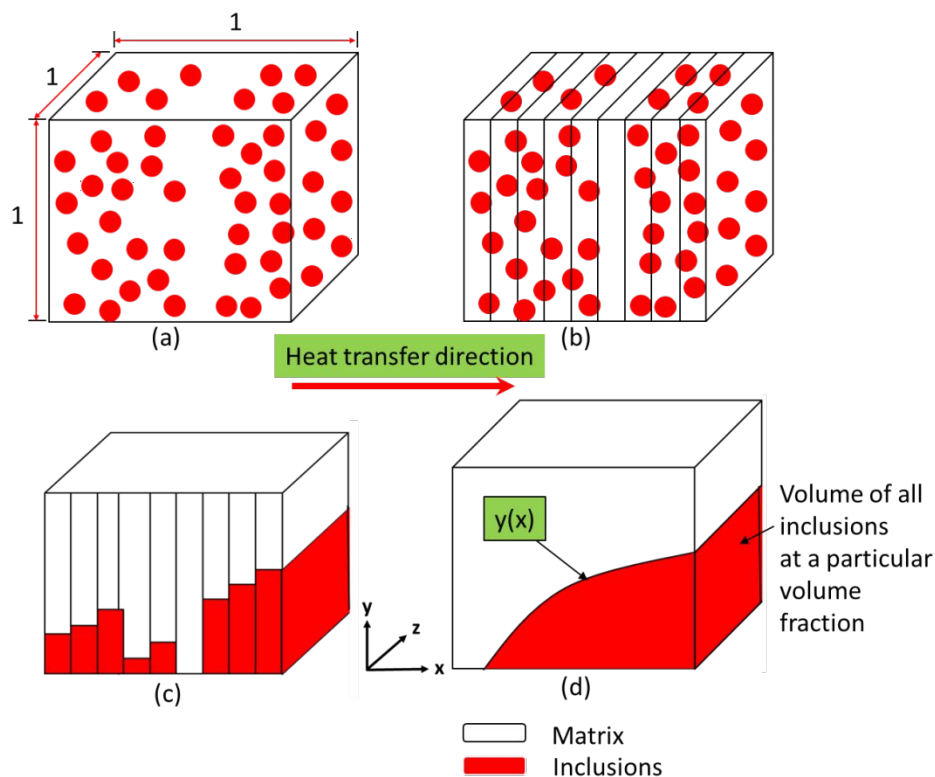 1
1
1
(a)
(b)
Heat transfer direction
y(x)
Volume of all
inclusions
at a particular
volume
fraction
y
z
x
(c)
(d)
Matrix
Inclusions